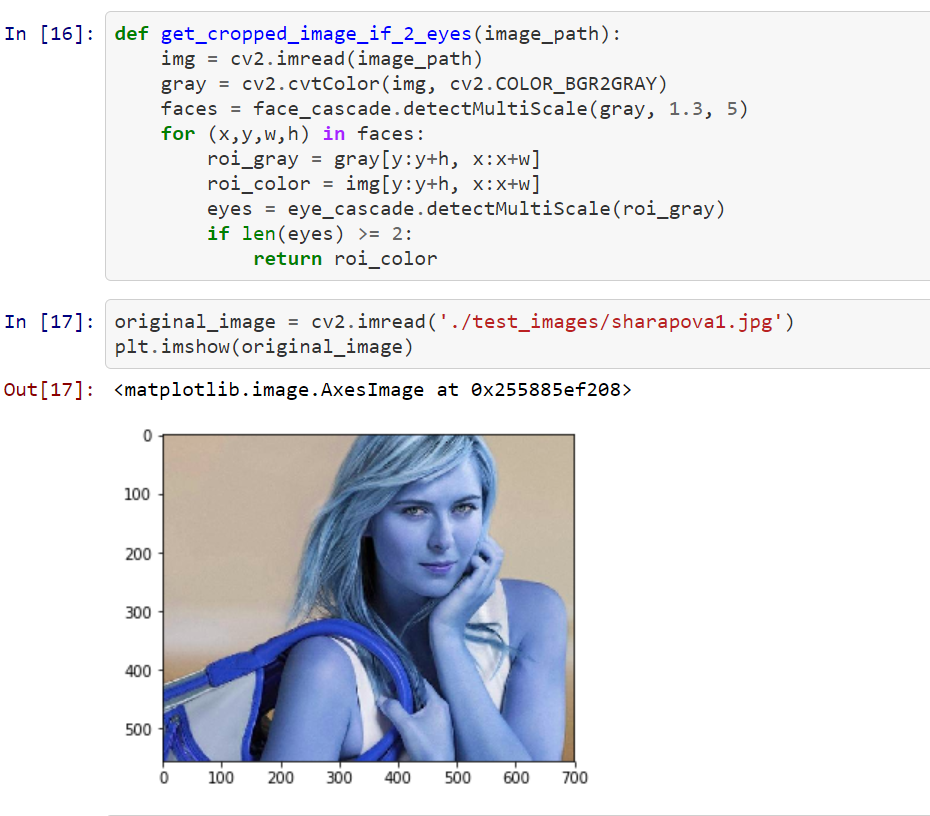 In [16]: def get_cropped_image_if_2_eyes(image_path):
    img = cv2.imread(image_path)
    gray = cv2.cvtColor(img, cv2.COLOR_BGR2GRAY)
    faces = face_cascade.detectMultiScale(gray, 1.3, 5)
    for (x,y,w,h) in faces:
        roi_gray = gray[y:y+h, x:x+w]
        roi_color = img[y:y+h, x:x+w]
        eyes = eye_cascade.detectMultiScale(roi_gray)
        if len(eyes) >= 2:
            return roi_color
In [17]: original_image = cv2.imread('./test_images/sharapova1.jpg')
plt.imshow(original_image)
Out[17]: <matplotlib.image.AxesImage at 0x255885ef208>
0
100
200
300
400
500
0 100 200 300 400 500 600 700